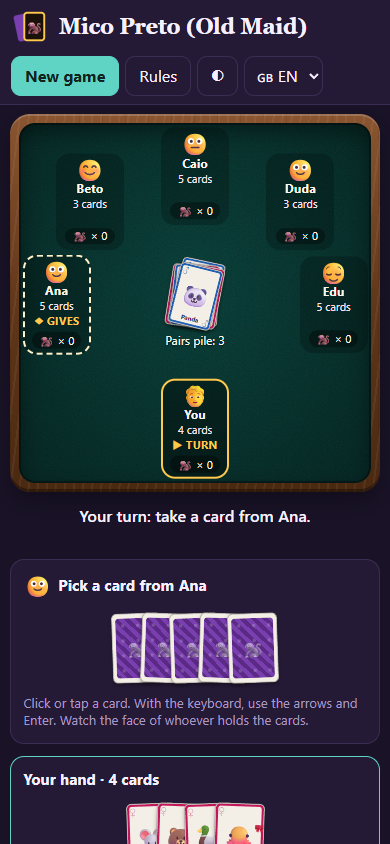 Mico Preto (Old Maid)
New game
Rules
GB EN
Caio
5 cards
× 0
Beto
3 cards
× 0
Duda
3 cards
× 0
Ana
5 cards
◆ GIVES
× 0
Edu
5 cards
× 0
Panda
Pairs pile: 3
You
4 cards
▶ TURN
× 0
Your turn: take a card from Ana.
Pick a card from Ana
Click or tap a card. With the keyboard, use the arrows and
Enter. Watch the face of whoever holds the cards.
Your hand · 4 cards